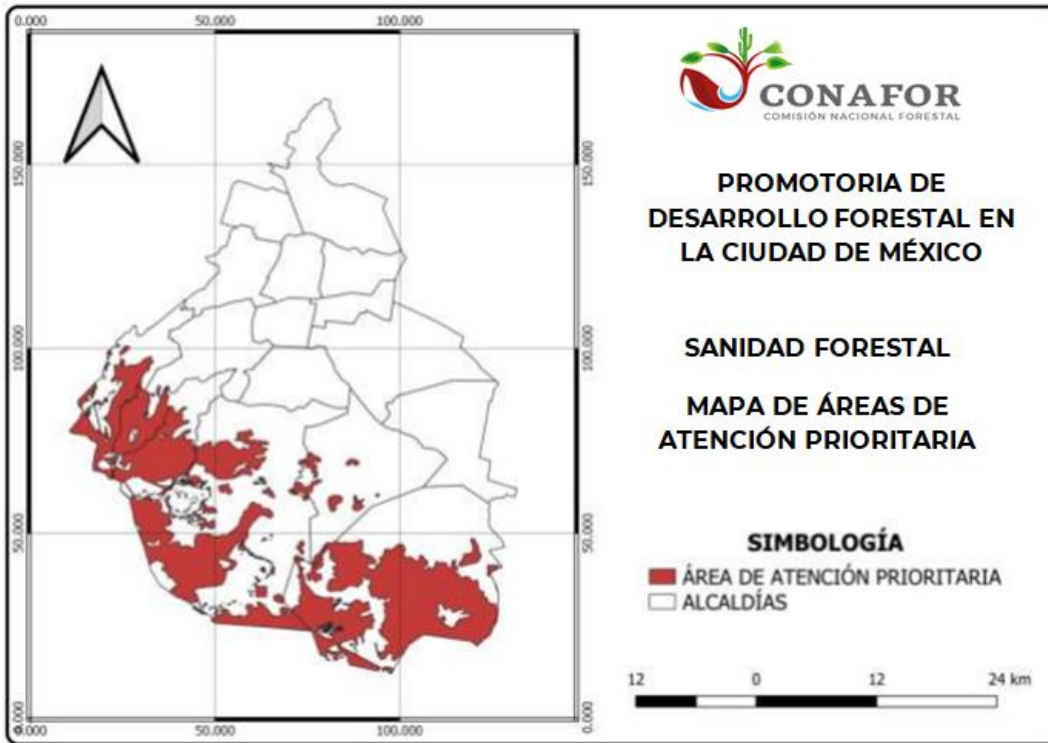 0.000 50.000 100.000
150.000 150.000
100.000 100.000
50.000 50.000
0.000 0.000
0.000 50.000 100.000
CONAFOR
COMISIÓN NACIONAL FORESTAL
PROMOTORIA DE
DESARROLLO FORESTAL EN
LA CIUDAD DE MÉXICO
SANIDAD FORESTAL
MAPA DE ÁREAS DE
ATENCIÓN PRIORITARIA
SIMBOLOGÍA
ÁREA DE ATENCIÓN PRIORITARIA
ALCALDÍAS
12 0 12 24 km